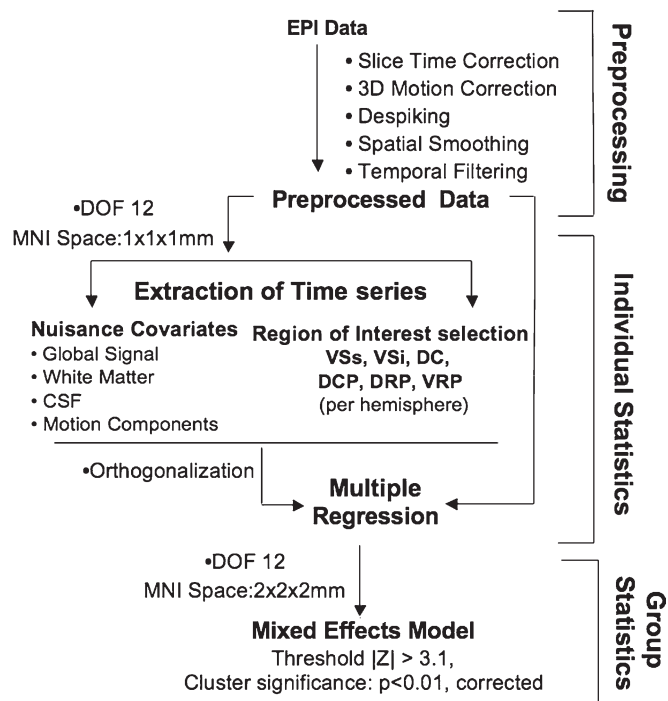 EPI Data
• Slice Time Correction
• 3D Motion Correction
• Despiking
• Spatial Smoothing
• Temporal Filtering
Preprocessing
Preprocessed Data
•DOF 12
MNI Space:1x1x1mm
Extraction of Time series
Nuisance Covariates
• Global Signal
• White Matter
• CSF
• Motion Components
Region of Interest selection
VSs, VSi, DC,
DCP, DRP, VRP
(per hemisphere)
Individual Statistics
•Orthogonalization
Multiple
Regression
•DOF 12
MNI Space:2x2x2mm
Mixed Effects Model
Threshold |Z| > 3.1,
Cluster significance: p<0.01, corrected
Group
Statistics